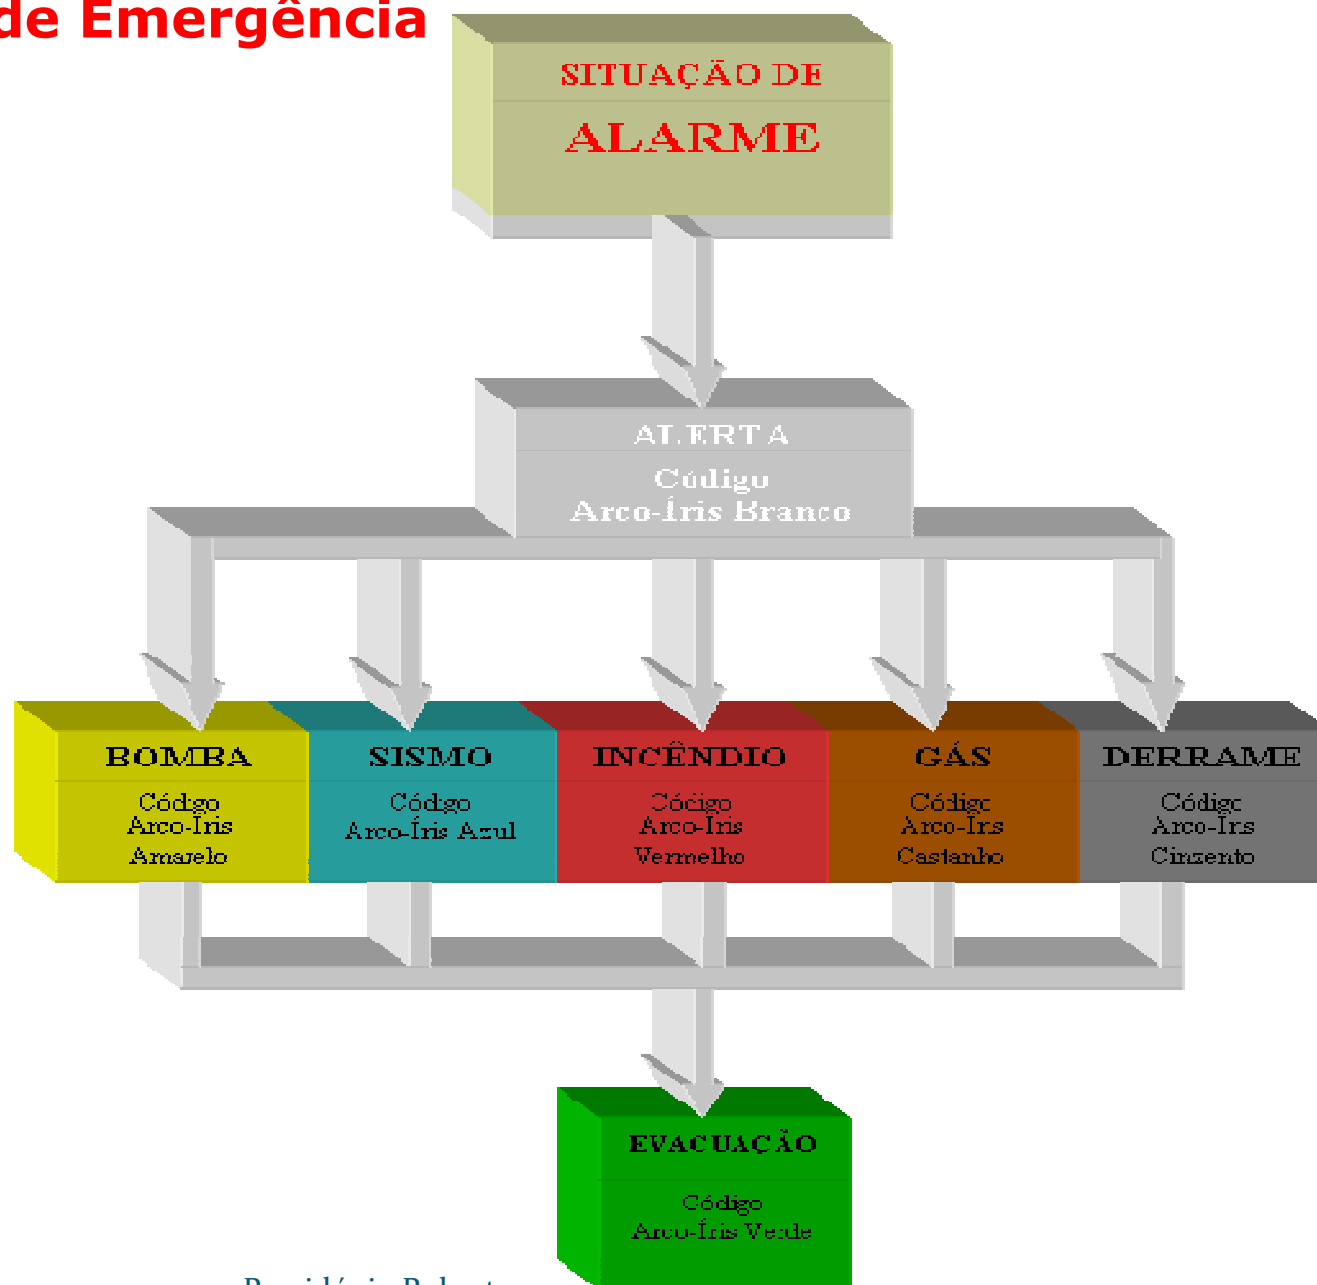 de Emergência
SITUAÇÃO DE
ALARME
ALERTA
Código
Arco-Íris Branco
BOMBA
Código
Arco-Íris
Amarelo
SISMO
Código
Arco-Íris Azul
INCÊNDIO
Código
Arco-Íris
Vermelho
GÁS
Código
Arco-Íris
Castanho
DERRAME
Código
Arco-Íris
Cinzento
EVACUAÇÃO
Código
Arco-Íris Verde